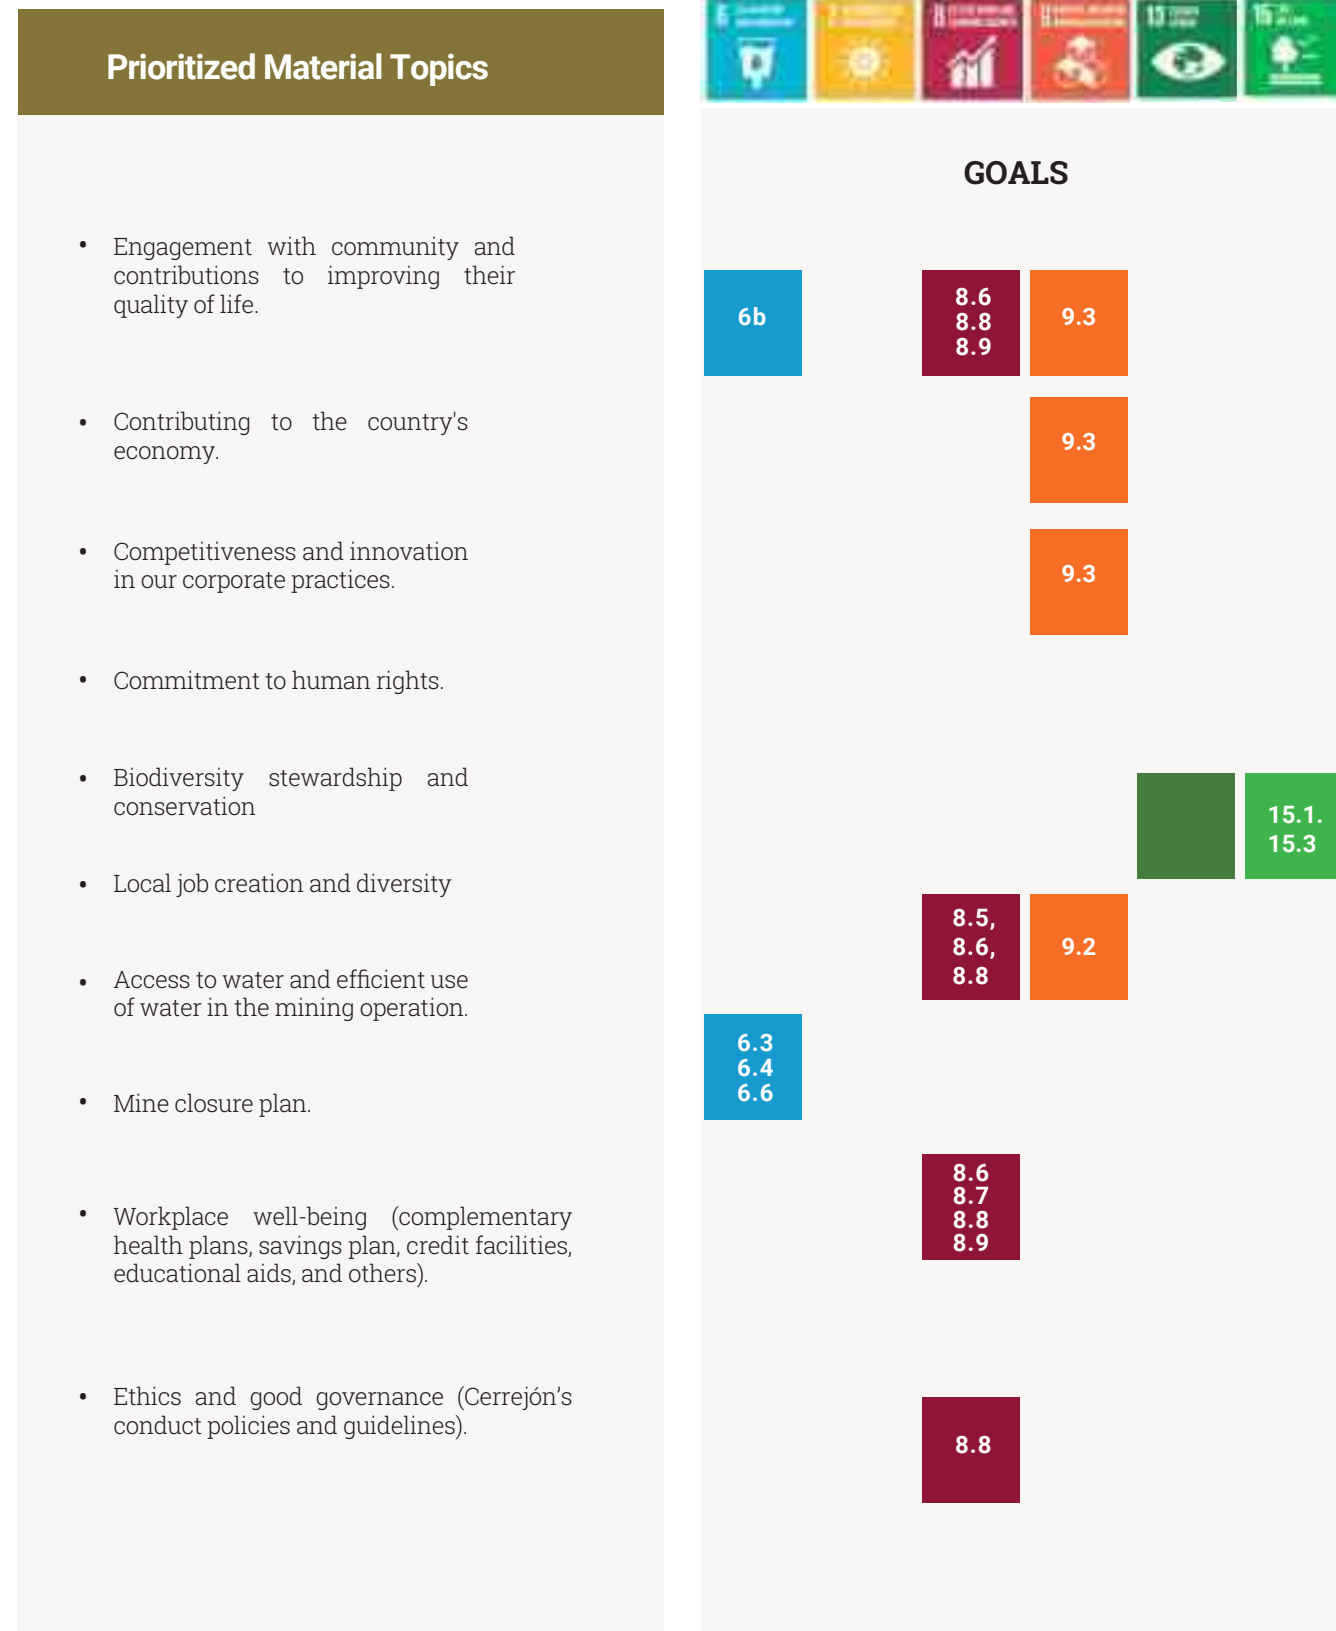 Prioritized Material Topics
6
8
13
15
GOALS
• Engagement with community and
contributions to improving their
quality of life.
6b
8.6
8.8
8.9
9.3
• Contributing to the country's
economy.
9.3
• Competitiveness and innovation
in our corporate practices.
9.3
• Commitment to human rights.
• Biodiversity stewardship and
conservation
15.1.
15.3
• Local job creation and diversity
8.5,
8.6,
8.8
9.2
• Access to water and efficient use
of water in the mining operation.
6.3
6.4
6.6
• Mine closure plan.
8.6
8.7
8.8
8.9
• Workplace well-being (complementary
health plans, savings plan, credit facilities,
educational aids, and others).
• Ethics and good governance (Cerrejón’s
conduct policies and guidelines).
8.8